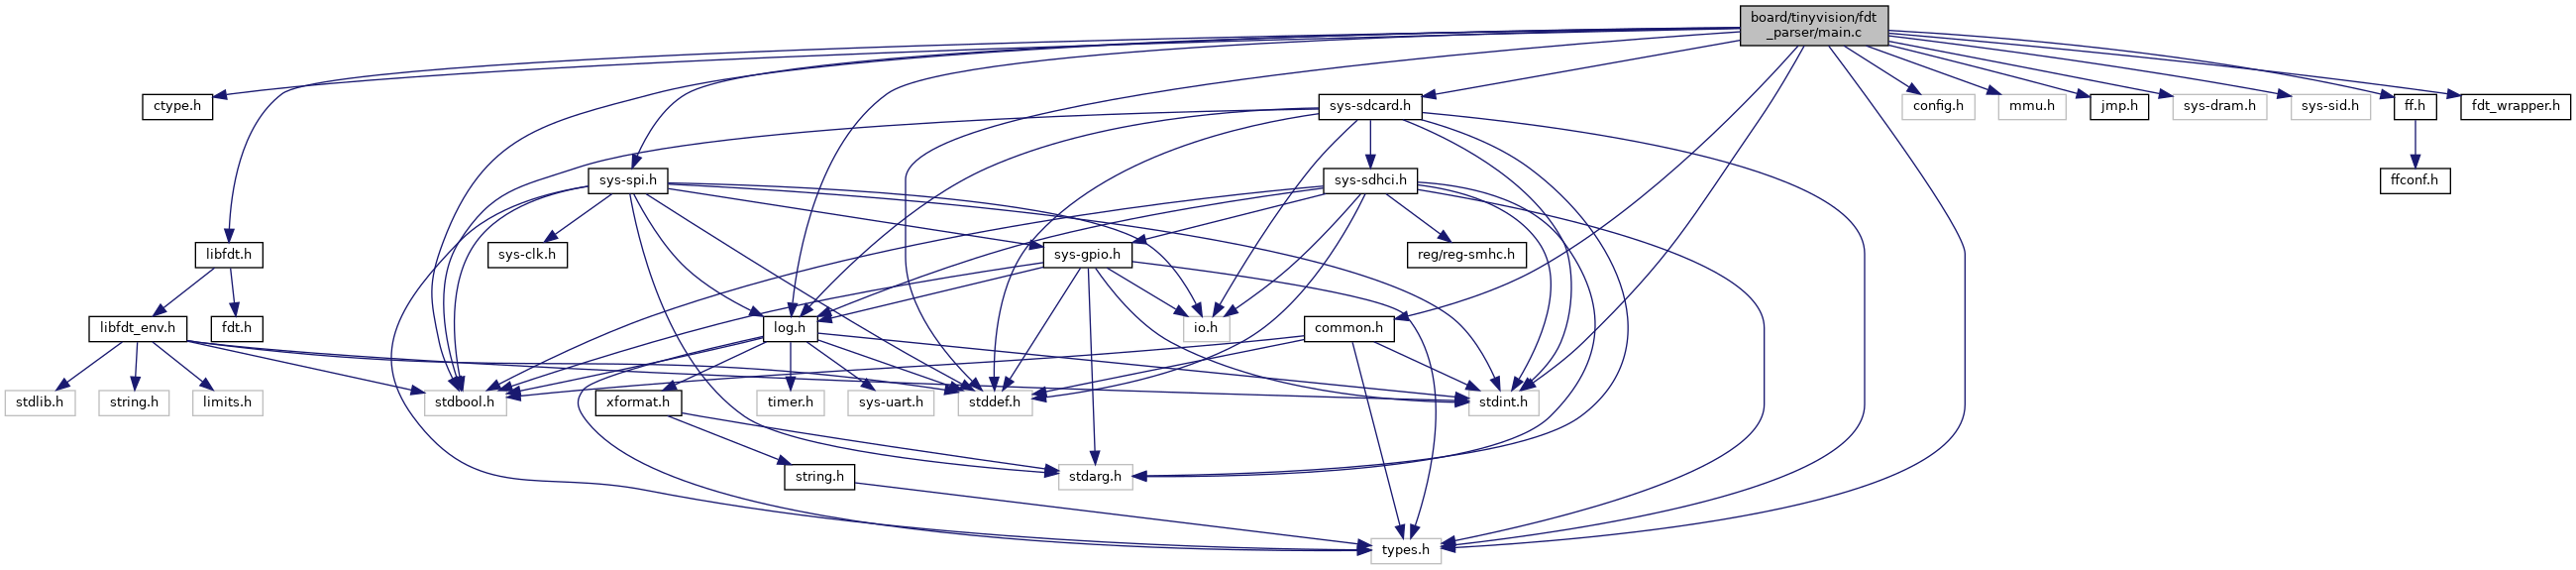 board/tinyvision/fdt
_parser/main.c
ctype.h
sys-sdcard.h
config.h
mmu.h
jmp.h
sys-dram.h
sys-sid.h
ff.h
fdt_wrapper.h
sys-spi.h
sys-sdhci.h
ffconf.h
libfdt.h
sys-clk.h
sys-gpio.h
reg/reg-smhc.h
libfdt_env.h
fdt.h
log.h
io.h
common.h
stdlib.h
string.h
limits.h
stdbool.h
xformat.h
timer.h
sys-uart.h
stddef.h
stdint.h
string.h
stdarg.h
types.h